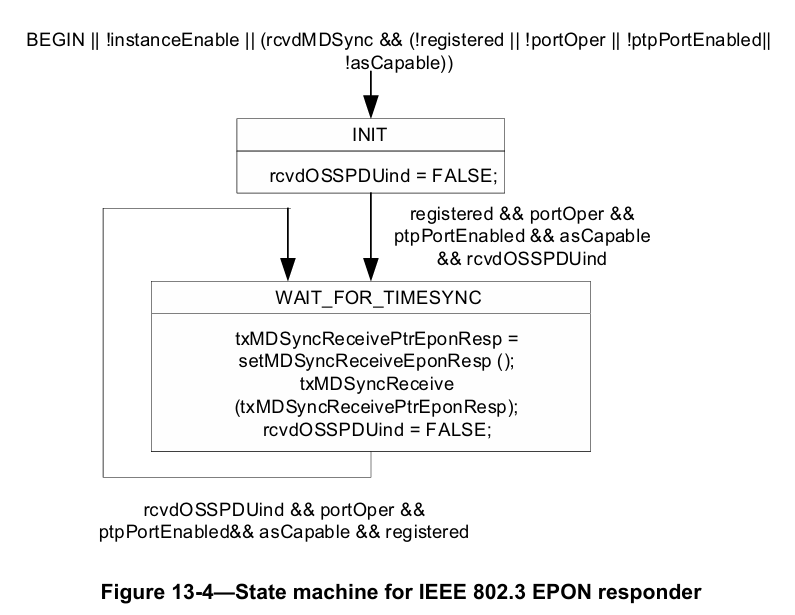 BEGIN || !instanceEnable || (rcvdMDSync && (!registered || !portOper || !ptpPortEnabled||
!asCapable))
INIT
rcvdOSSPDUind = FALSE;
registered && portOper &&
ptpPortEnabled && asCapable
&& rcvdOSSPDUind
WAIT_FOR_TIMESYNC
txMDSyncReceivePtrEponResp =
setMDSyncReceiveEponResp ();
txMDSyncReceive
(txMDSyncReceivePtrEponResp);
rcvdOSSPDUind = FALSE;
rcvdOSSPDUind && portOper &&
ptpPortEnabled&& asCapable && registered
Figure 13-4—State machine for IEEE 802.3 EPON responder